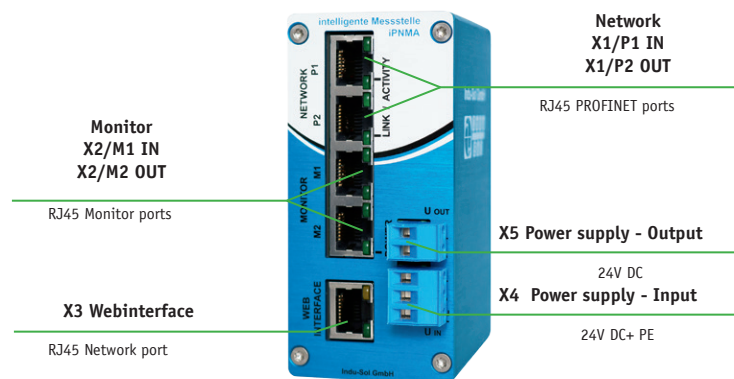 Network
X1/P1 IN
X1/P2 OUT
RJ45 PROFINET ports
Monitor
X2/M1 IN
X2/M2 OUT
RJ45 Monitor ports
X3 Webinterface
RJ45 Network port
X5 Power supply - Output
24V DC
X4 Power supply - Input
24V DC+ PE
intelligente Messstelle
iPNMA
NETWORK
P1
P2
LINK / ACTIVITY
MONITOR
M1
M2
U OUT
WEB
INTERFACE
U IN
Indu-Sol GmbH